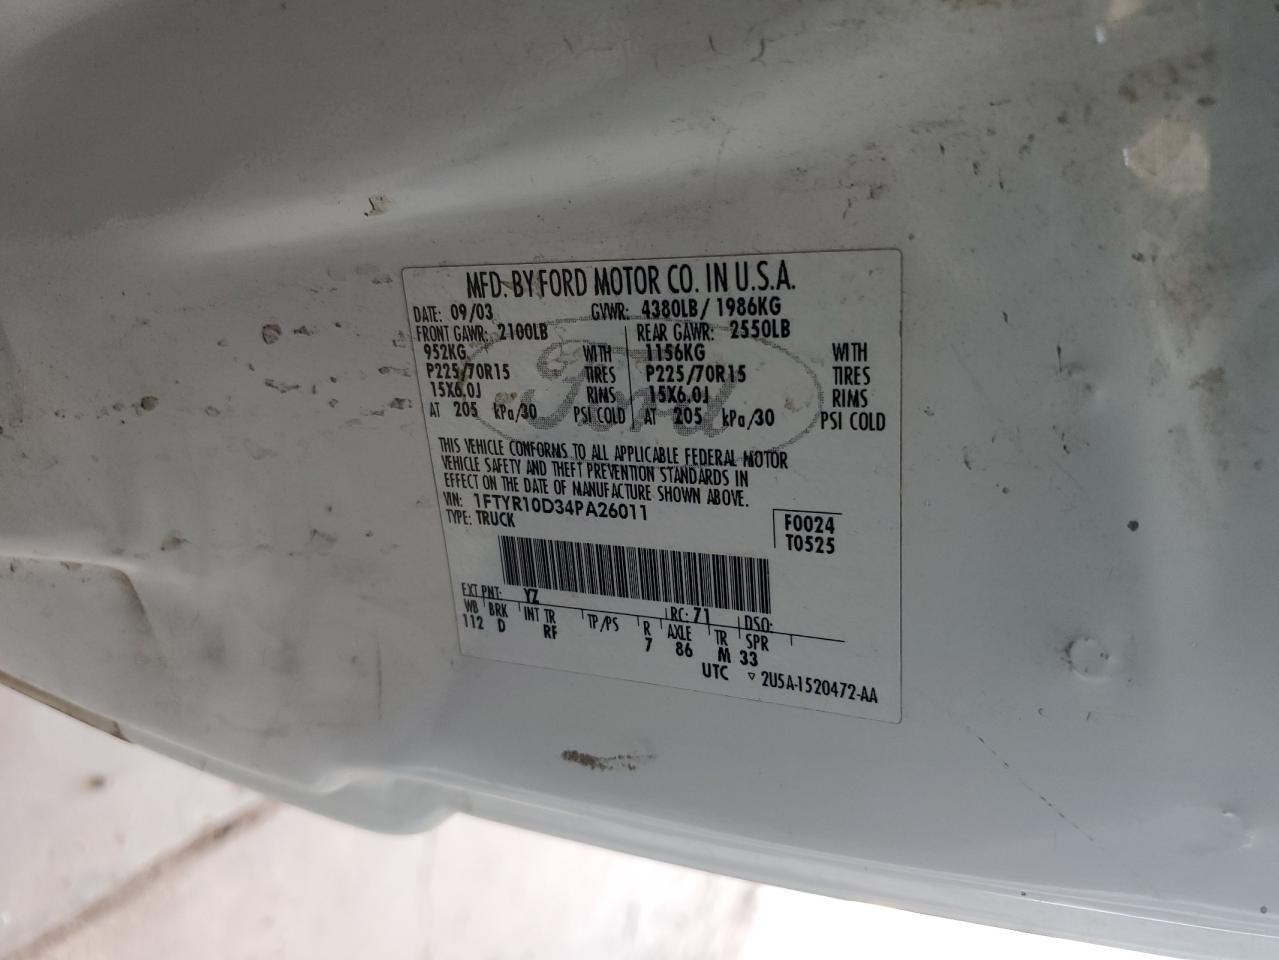 MFD. BY FORD MOTOR CO. IN U.S.A.
DATE: 09/03 GVWR: 4380LB/ 1986KG
FRONT GAWR: 2100LB REAR GAWR: 2550LB
952KG WITH 1156KG WITH
P225/70R15 TIRES P225/70R15 TIRES
15X6.0J RIMS 15X6.0J RIMS
AT 205 kPa/30 PSI COLD AT 205 kPa/30 PSI COLD
Ford
THIS VEHICLE CONFORMS TO ALL APPLICABLE FEDERAL MOTOR
VEHICLE SAFETY AND THEFT PREVENTION STANDARDS IN
EFFECT ON THE DATE OF MANUFACTURE SHOWN ABOVE.
VIN: 1FTYR10D34PA26011
TYPE: TRUCK
F0024
T0525
EXT PNT: YZ RC: 71 DSO:
WB BRK INT TR TP/PS R AXLE TR SPR
112 D RF 7 86 M 33
UTC ▿ 2U5A-1520472-AA